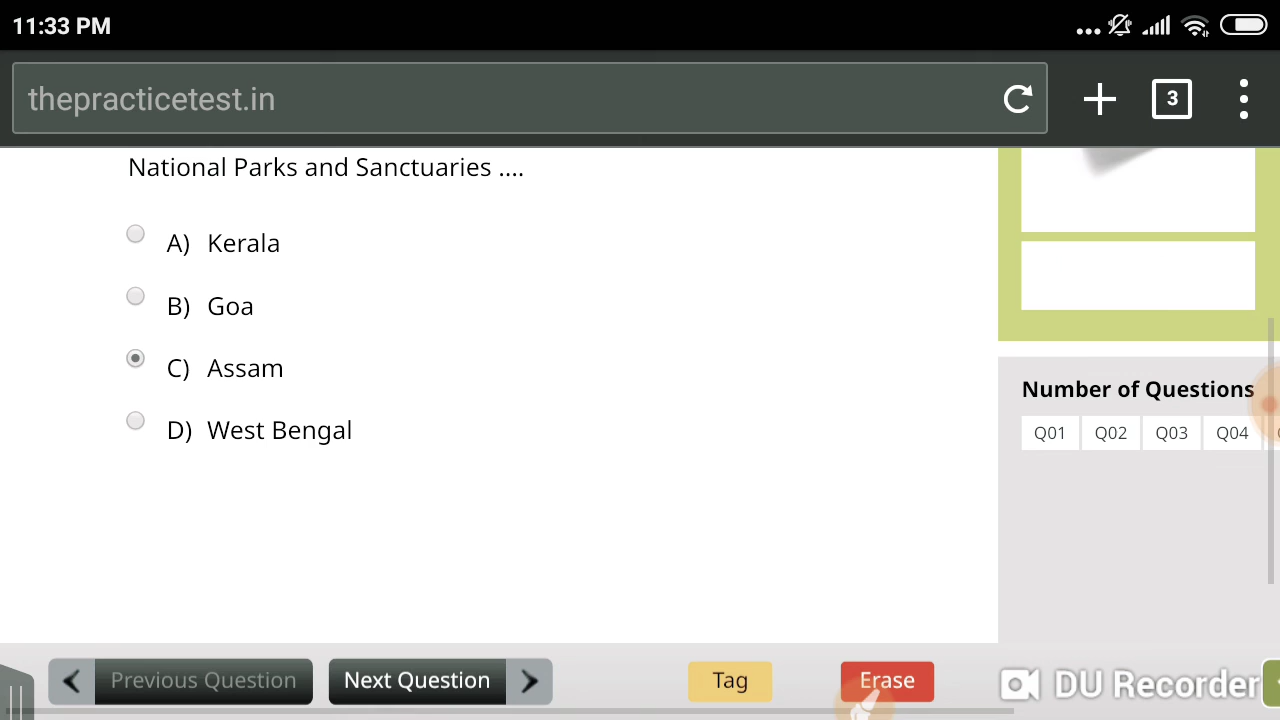 11:33 PM
thepracticetest.in
3
National Parks and Sanctuaries ....
A) Kerala
B) Goa
C) Assam
D) West Bengal
Number of Questions
Q01 Q02 Q03 Q04
Previous Question Next Question Tag Erase
DU Recorder